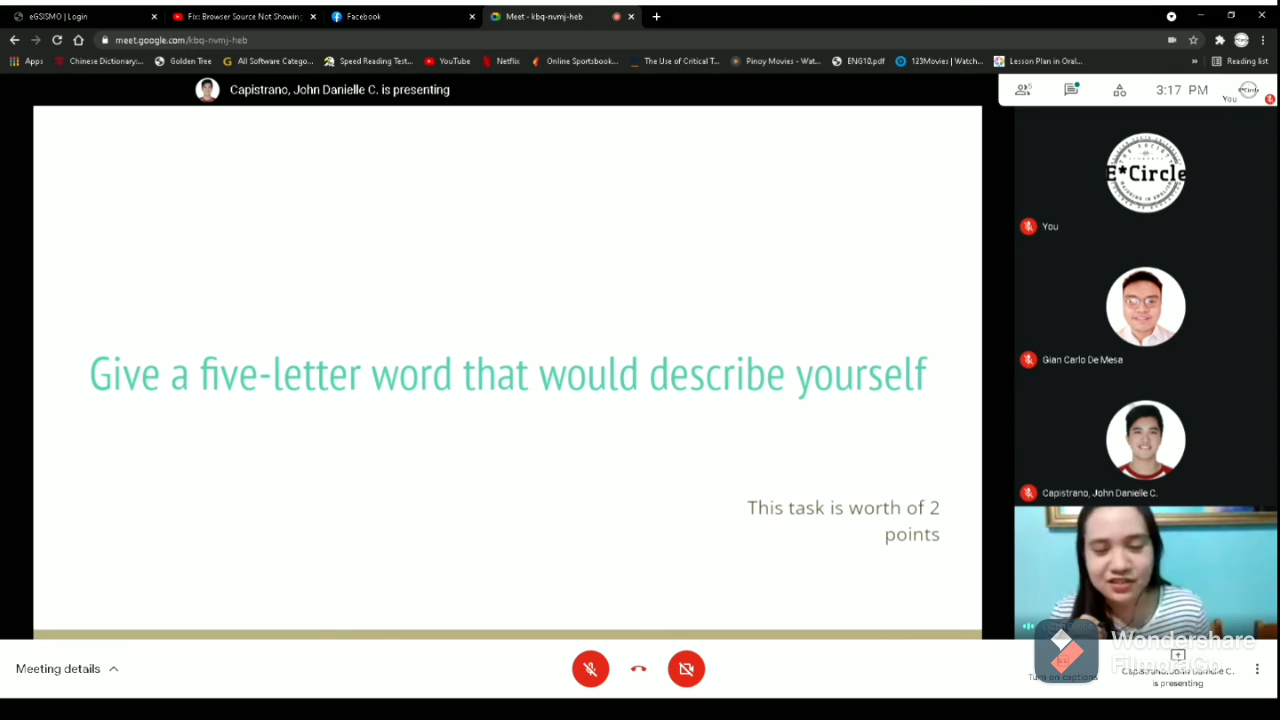 eGSISMO | Login
Fix: Browser Source Not Showing
Facebook
Meet - kbq-nvmj-heb
meet.google.com/kbq-nvmj-heb
Apps
Chinese Dictionary:...
Golden Tree
All Software Catego...
Speed Reading Test...
YouTube
Netflix
Online Sportsbook...
The Use of Critical T...
Pinoy Movies - Wat...
ENG10.pdf
123Movies | Watch...
Lesson Plan in Oral...
Reading list
Capistrano, John Danielle C. is presenting
5
3:17 PM
You
E*Circle
You
Gian Carlo De Mesa
Capistrano, John Danielle C.
Give a five-letter word that would describe yourself
This task is worth of 2
points
Meeting details
Turn on captions
Capistrano, John Danielle C.
is presenting
Wondershare
FilmoraGo